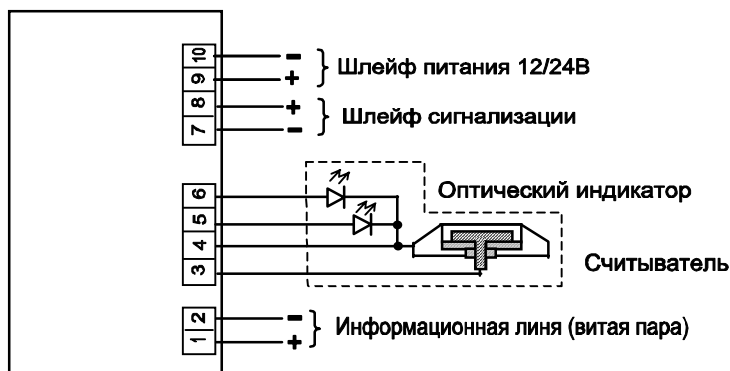 10 − Шлейф питания 12/24В
9 +
8 + Шлейф сигнализации
7 −
6
Оптический индикатор
5
4
Считыватель
3
2 − Информационная линя (витая пара)
1 +